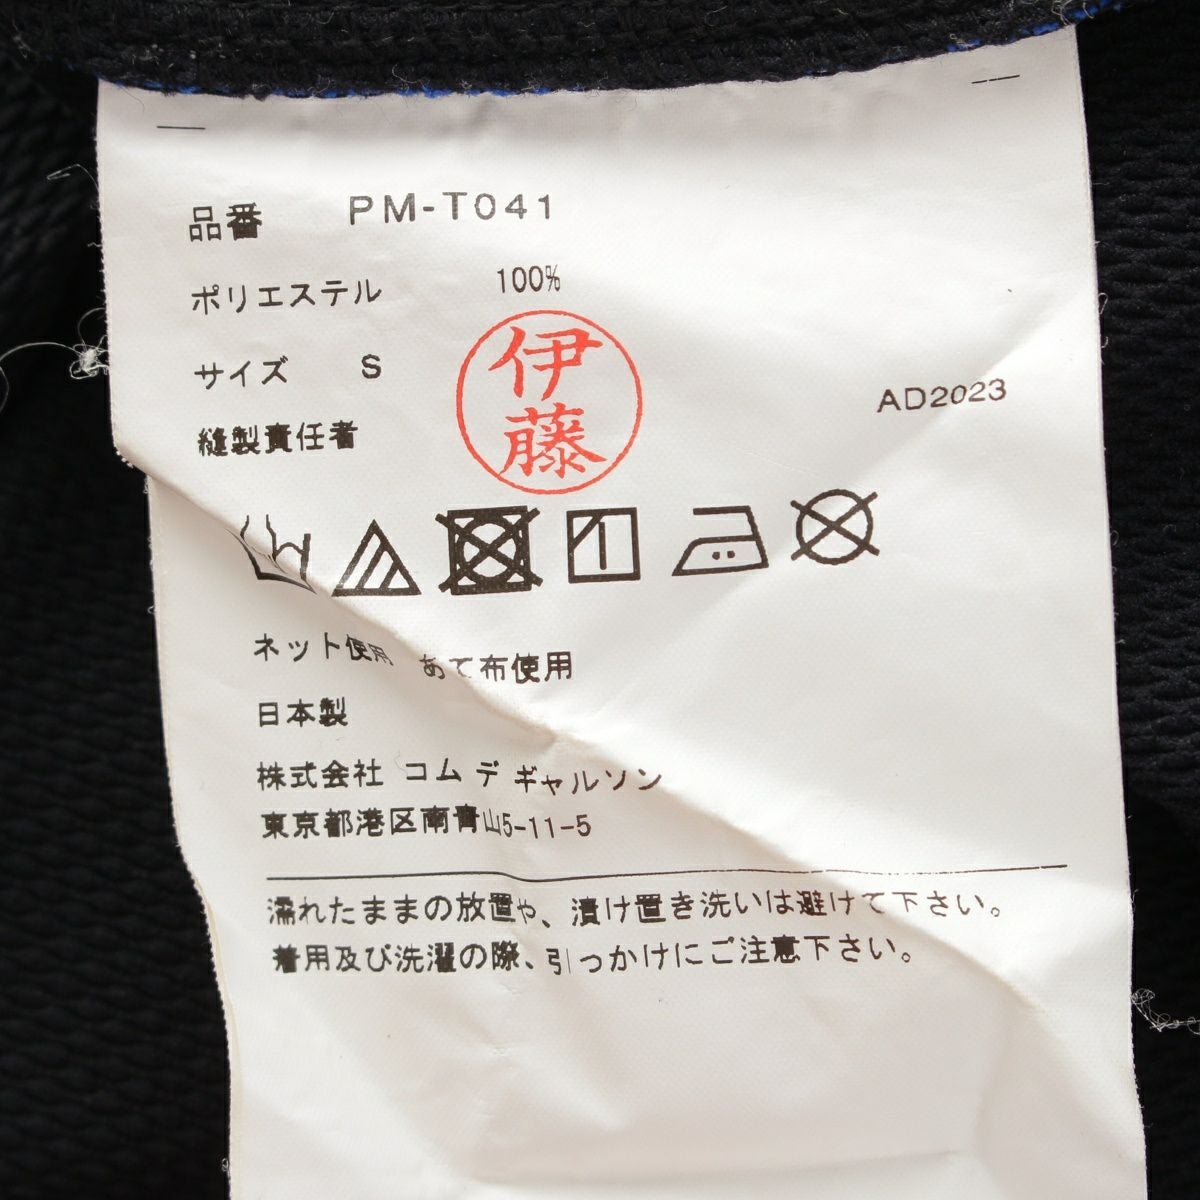 品番 PM-T041
ポリエステル 100%
サイズ S
AD2023
縫製責任者 伊藤
ネット使用 あて布使用
日本製
株式会社 コム デ ギャルソン
東京都港区南青山5-11-5
濡れたままの放置や、漬け置き洗いは避けて下さい。
着用及び洗濯の際、引っかけにご注意下さい。